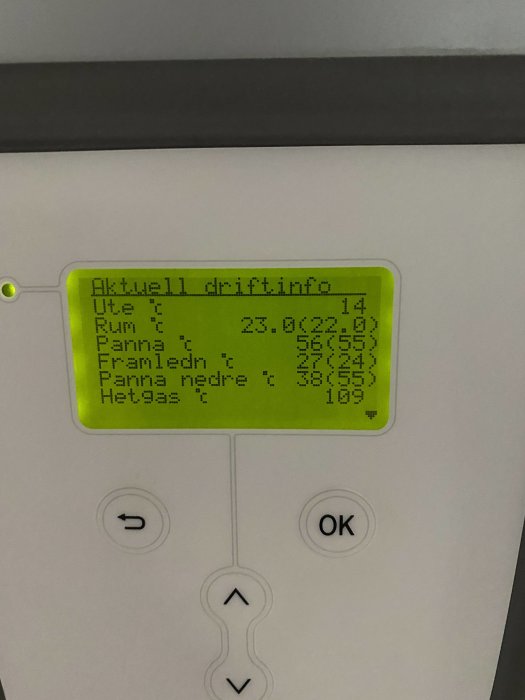 Aktuell driftinfo
Ute °c 14
Rum °c 23.0(22.0)
Panna °c 56(55)
Framledn °c 27(24)
Panna nedre °c 38(55)
Hetgas °c 109
OK